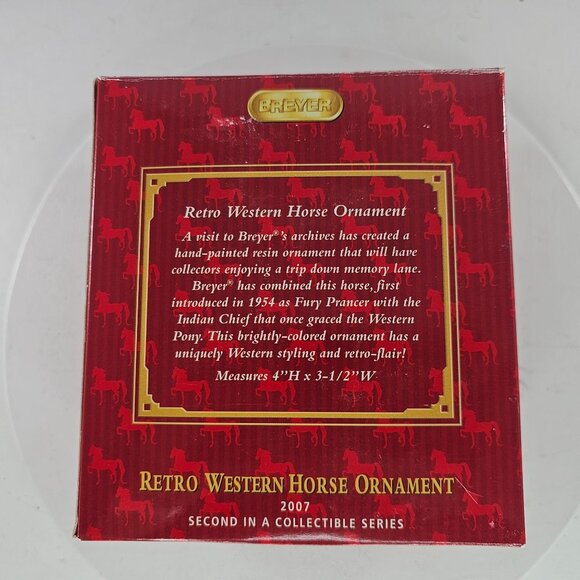 BREYER
Retro Western Horse Ornament
A visit to Breyer®'s archives has created a
hand-painted resin ornament that will have
collectors enjoying a trip down memory lane.
Breyer® has combined this horse, first
introduced in 1954 as Fury Prancer with the
Indian Chief that once graced the Western
Pony. This brightly-colored ornament has a
uniquely Western styling and retro-flair!
Measures 4"H x 3-1/2"W
RETRO WESTERN HORSE ORNAMENT
2007
SECOND IN A COLLECTIBLE SERIES